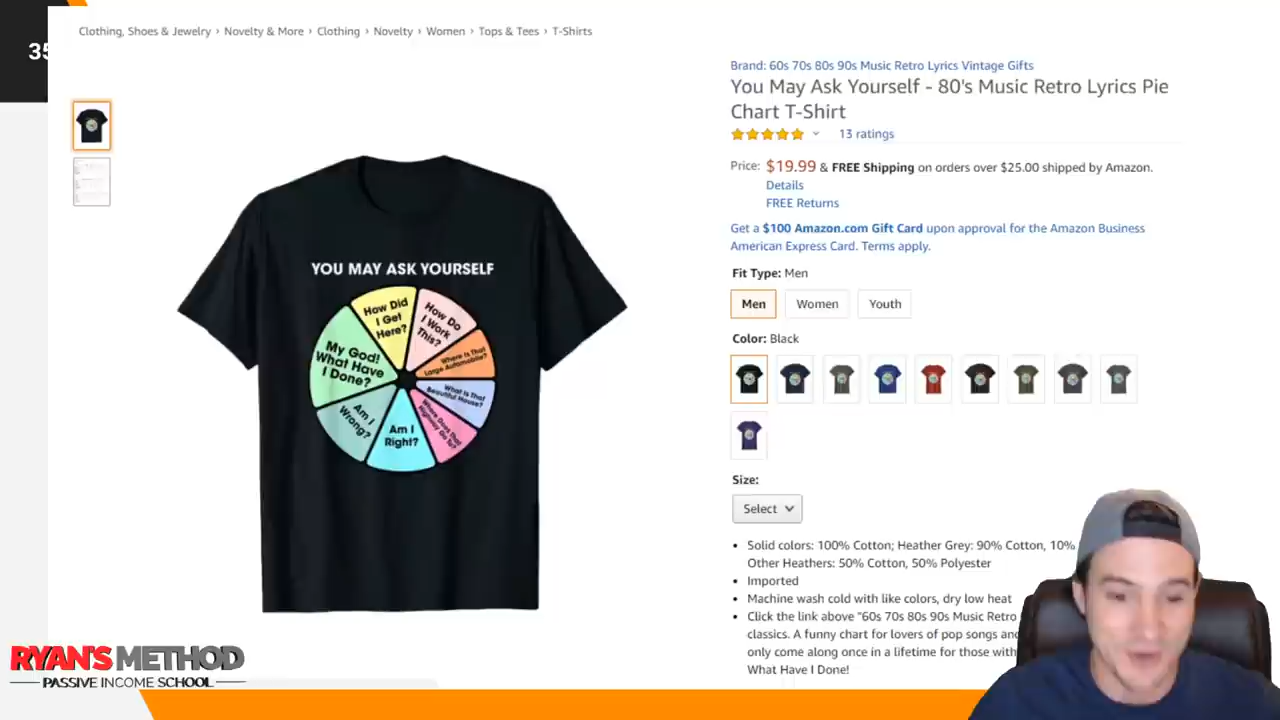 35
Clothing, Shoes & Jewelry › Novelty & More › Clothing › Novelty › Women › Tops & Tees › T-Shirts
Brand: 60s 70s 80s 90s Music Retro Lyrics Vintage Gifts
You May Ask Yourself - 80's Music Retro Lyrics Pie
Chart T-Shirt
13 ratings
Price: $19.99 & FREE Shipping on orders over $25.00 shipped by Amazon.
Details
FREE Returns
Get a $100 Amazon.com Gift Card upon approval for the Amazon Business
American Express Card. Terms apply.
Fit Type: Men
Men Women Youth
Color: Black
Size:
Select
Solid colors: 100% Cotton; Heather Grey: 90% Cotton, 10%
Other Heathers: 50% Cotton, 50% Polyester
Imported
Machine wash cold with like colors, dry low heat
Click the link above "60s 70s 80s 90s Music Retro
classics. A funny chart for lovers of pop songs and
only come along once in a lifetime for those with
What Have I Done!
YOU MAY ASK YOURSELF
How Did
I Get
Here?
How Do
I Work
This?
Where Is That
Large Automobile?
What Is That
Beautiful House?
Where Does That
Highway Go To?
Am I
Right?
Am I
Wrong?
My God!
What Have
I Done?
RYAN'S METHOD
PASSIVE INCOME SCHOOL